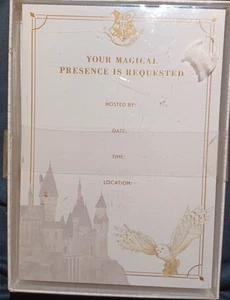 YOUR MAGICAL
PRESENCE IS REQUESTED
HOSTED BY:
DATE:
TIME:
LOCATION: